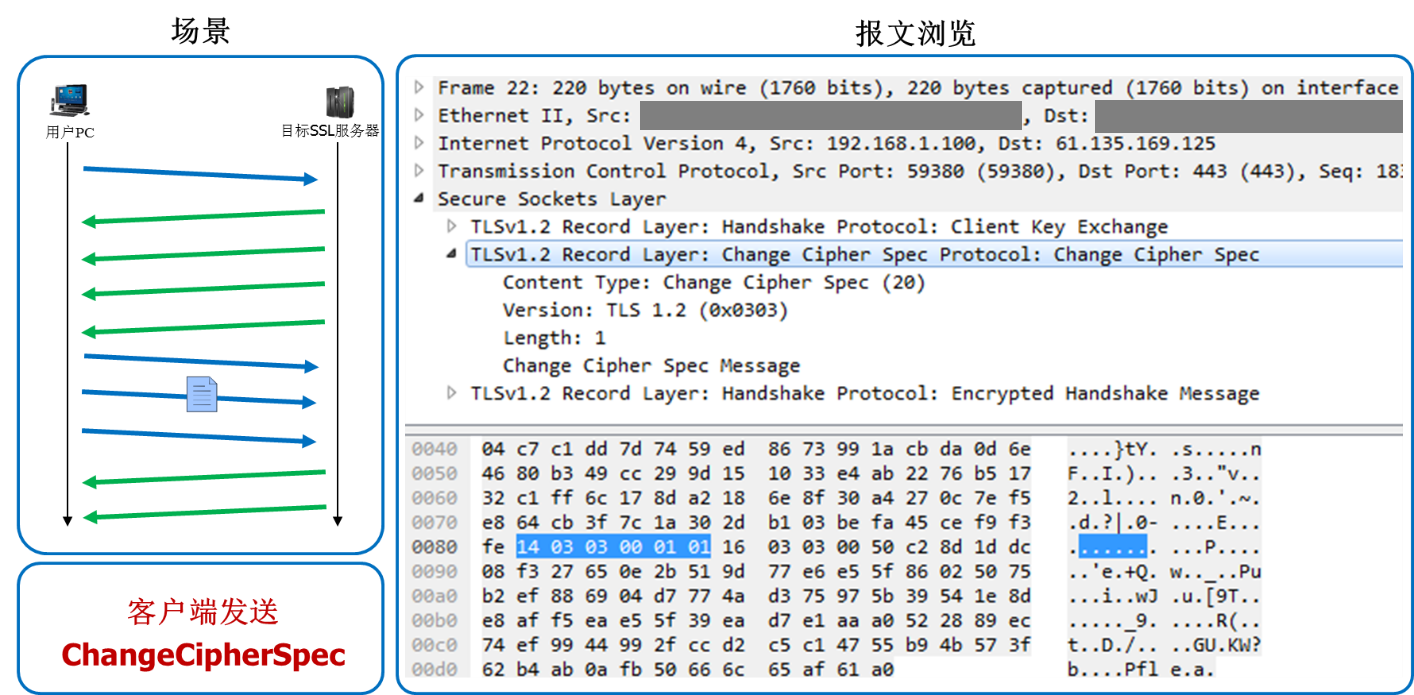 场景
用户PC
目标SSL服务器
客户端发送
ChangeCipherSpec
报文浏览
Frame 22: 220 bytes on wire (1760 bits), 220 bytes captured (1760 bits) on interface
Ethernet II, Src: , Dst:
Internet Protocol Version 4, Src: 192.168.1.100, Dst: 61.135.169.125
Transmission Control Protocol, Src Port: 59380 (59380), Dst Port: 443 (443), Seq: 183
Secure Sockets Layer
TLSv1.2 Record Layer: Handshake Protocol: Client Key Exchange
TLSv1.2 Record Layer: Change Cipher Spec Protocol: Change Cipher Spec
Content Type: Change Cipher Spec (20)
Version: TLS 1.2 (0x0303)
Length: 1
Change Cipher Spec Message
TLSv1.2 Record Layer: Handshake Protocol: Encrypted Handshake Message
0040 04 c7 c1 dd 7d 74 59 ed 86 73 99 1a cb da 0d 6e ....}tY. .s.....n
0050 46 80 b3 49 cc 29 9d 15 10 33 e4 ab 22 76 b5 17 F..I.).. .3.."v..
0060 32 c1 ff 6c 17 8d a2 18 6e 8f 30 a4 27 0c 7e f5 2..l.... n.0.'.~.
0070 e8 64 cb 3f 7c 1a 30 2d b1 03 be fa 45 ce f9 f3 .d.?|.0- ....E...
0080 fe 14 03 03 00 01 01 16 03 03 00 50 c2 8d 1d dc ........ ...P....
0090 08 f3 27 65 0e 2b 51 9d 77 e6 e5 5f 86 02 50 75 ..'e.+Q. w.._..Pu
00a0 b2 ef 88 69 04 d7 77 4a d3 75 97 5b 39 54 1e 8d ...i..wJ .u.[9T..
00b0 e8 af f5 ea e5 5f 39 ea d7 e1 aa a0 52 28 89 ec ....._9. ....R(..
00c0 74 ef 99 44 99 2f cc d2 c5 c1 47 55 b9 4b 57 3f t..D./.. ..GU.KW?
00d0 62 b4 ab 0a fb 50 66 6c 65 af 61 a0 b....Pfl e.a.